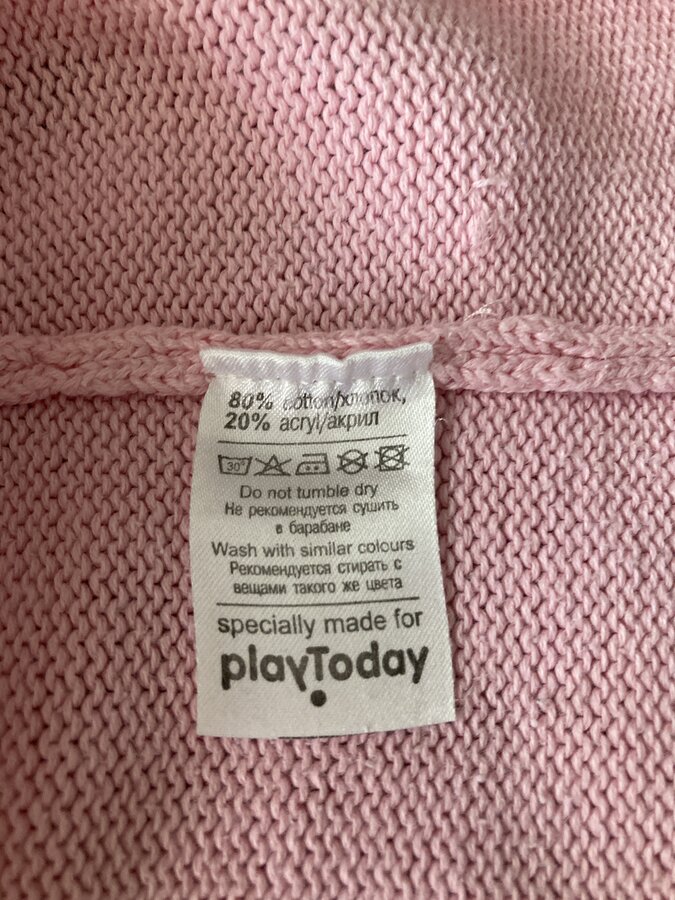 80% cotton/хлопок,
20% acryl/акрил
30°
Do not tumble dry
Не рекомендуется сушить
в барабане
Wash with similar colours
Рекомендуется стирать с
вещами такого же цвета
specially made for
playToday